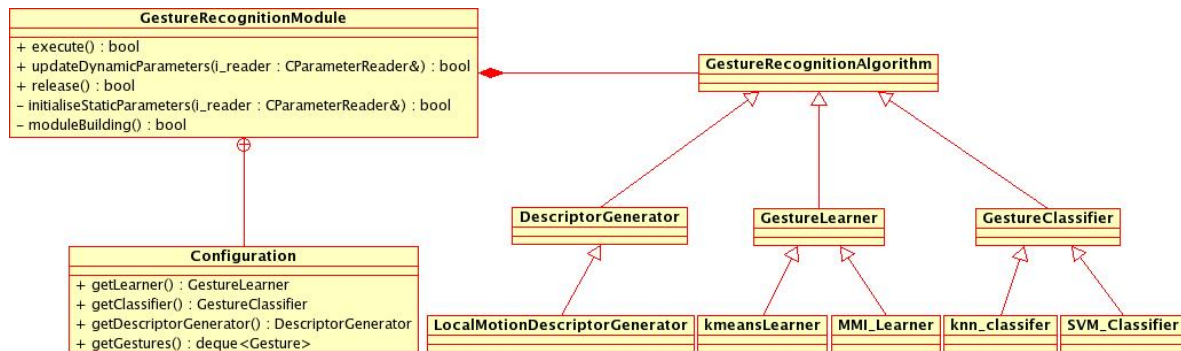 GestureRecognitionModule
+ execute() : bool
+ updateDynamicParameters(i_reader : CParameterReader&) : bool
+ release() : bool
– initialiseStaticParameters(i_reader : CParameterReader&) : bool
– moduleBuilding() : bool
GestureRecognitionAlgorithm
DescriptorGenerator
GestureLearner
GestureClassifier
Configuration
+ getLearner() : GestureLearner
+ getClassifier() : GestureClassifier
+ getDescriptorGenerator() : DescriptorGenerator
+ getGestures() : deque<Gesture>
LocalMotionDescriptorGenerator
kmeansLearner
MMI_Learner
knn_classifer
SVM_Classifier